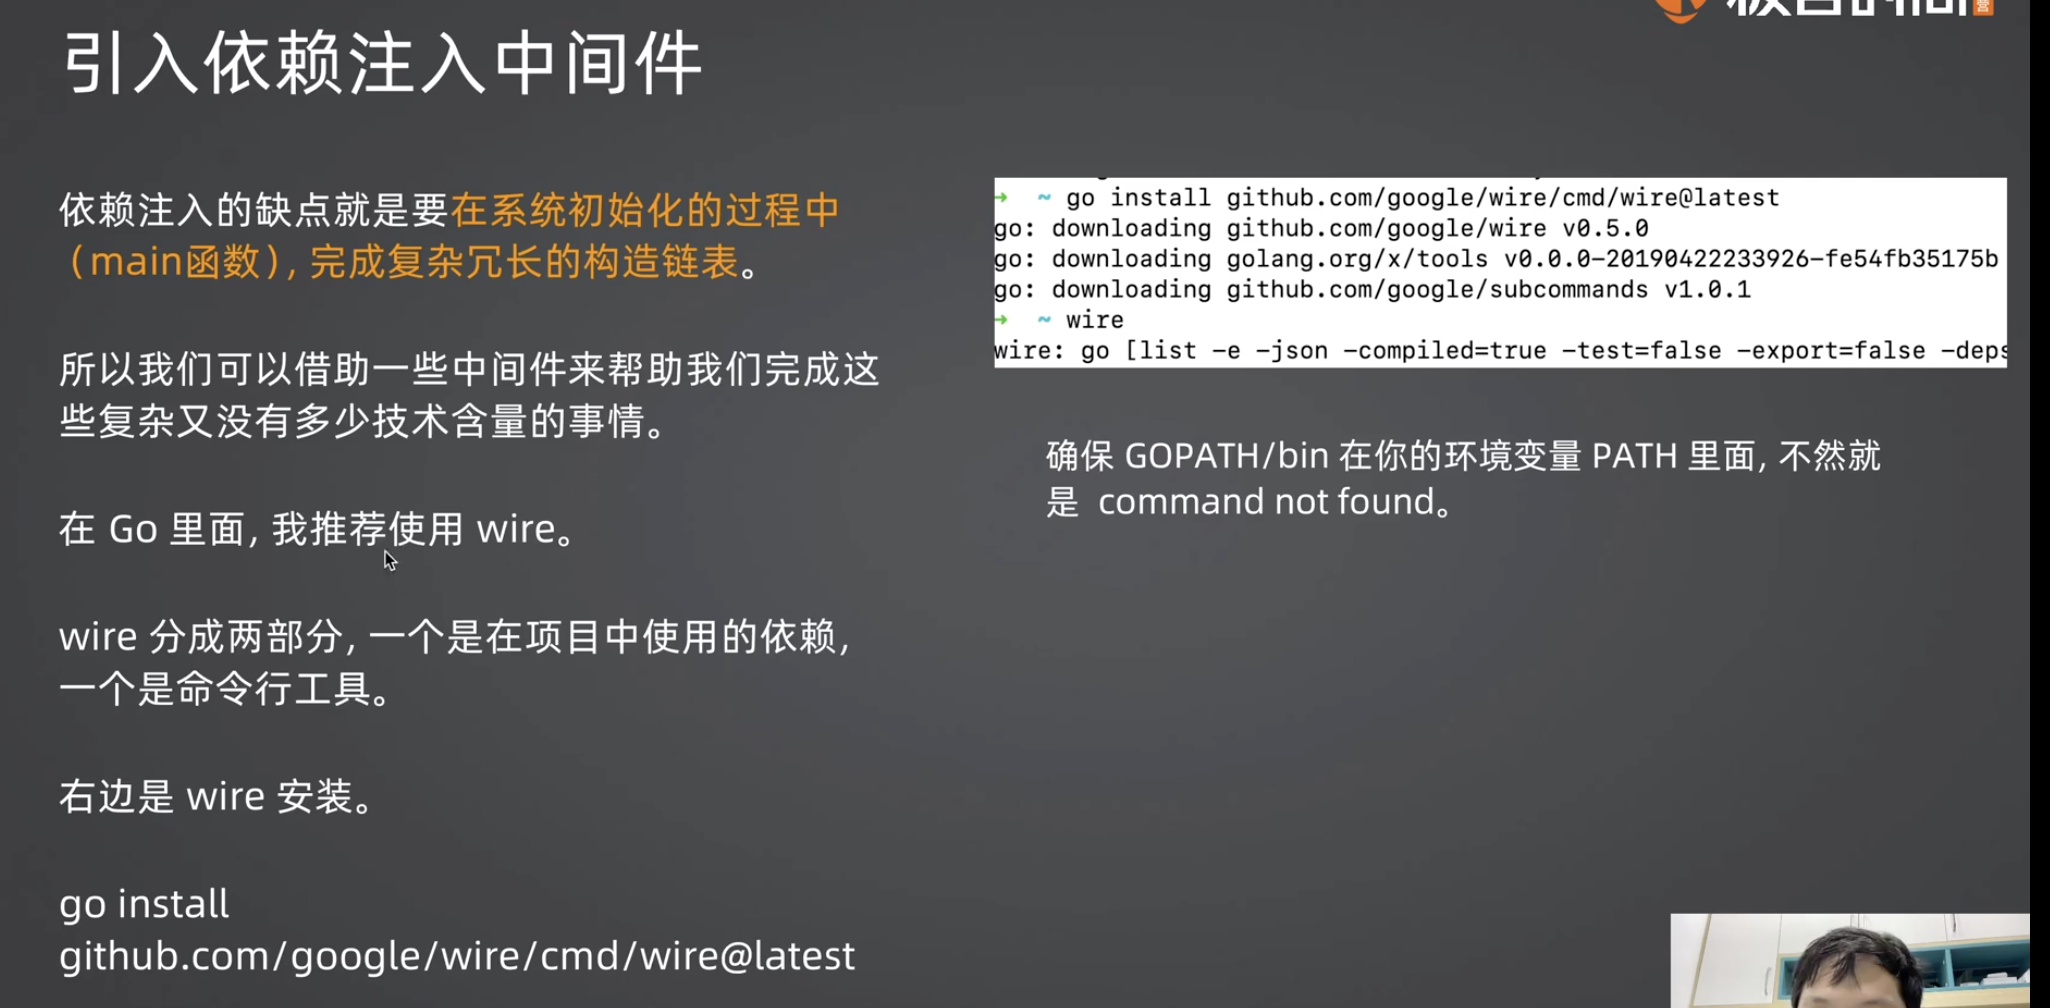 引入依赖注入中间件
依赖注入的缺点就是要在系统初始化的过程中
（main函数），完成复杂冗长的构造链表。
所以我们可以借助一些中间件来帮助我们完成这
些复杂又没有多少技术含量的事情。
在 Go 里面，我推荐使用 wire。
wire 分成两部分，一个是在项目中使用的依赖，
一个是命令行工具。
右边是 wire 安装。
go install
github.com/google/wire/cmd/wire@latest
➜ ~ go install github.com/google/wire/cmd/wire@latest
go: downloading github.com/google/wire v0.5.0
go: downloading golang.org/x/tools v0.0.0-20190422233926-fe54fb35175b
go: downloading github.com/google/subcommands v1.0.1
➜ ~ wire
wire: go [list -e -json -compiled=true -test=false -export=false -deps
确保 GOPATH/bin 在你的环境变量 PATH 里面，不然就
是 command not found。